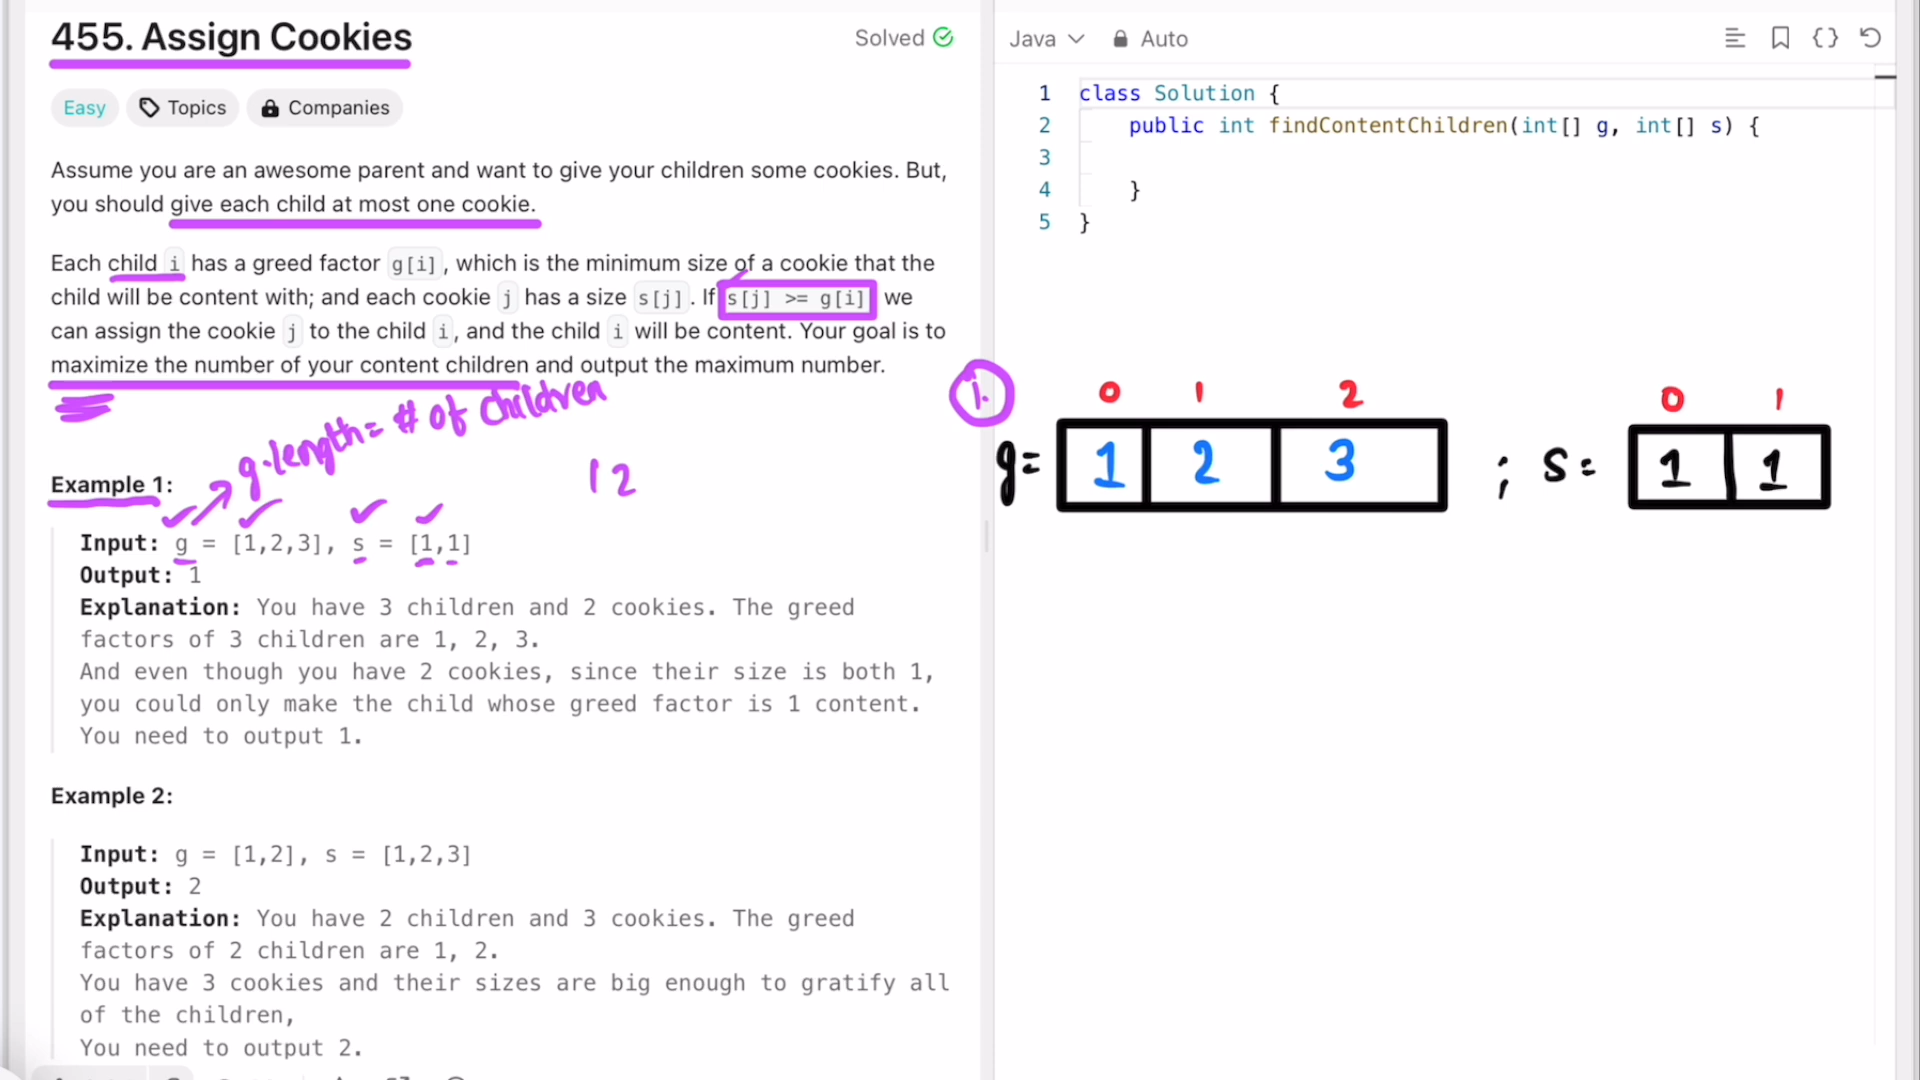 455. Assign Cookies
Solved
Easy
Topics
Companies
Assume you are an awesome parent and want to give your children some cookies. But,
you should give each child at most one cookie.
Each child i has a greed factor g[i], which is the minimum size of a cookie that the
child will be content with; and each cookie j has a size s[j]. If s[j] >= g[i] we
can assign the cookie j to the child i, and the child i will be content. Your goal is to
maximize the number of your content children and output the maximum number.
g.length= # of children
1 2
Example 1:
Input: g = [1,2,3], s = [1,1]
Output: 1
Explanation: You have 3 children and 2 cookies. The greed
factors of 3 children are 1, 2, 3.
And even though you have 2 cookies, since their size is both 1,
you could only make the child whose greed factor is 1 content.
You need to output 1.
Example 2:
Input: g = [1,2], s = [1,2,3]
Output: 2
Explanation: You have 2 children and 3 cookies. The greed
factors of 2 children are 1, 2.
You have 3 cookies and their sizes are big enough to gratify all
of the children,
You need to output 2.
Java
Auto
1 class Solution {
2 public int findContentChildren(int[] g, int[] s) {
3
4 }
5 }
1.
0 1 2
g= 1 2 3 ; s= 1 1
0 1